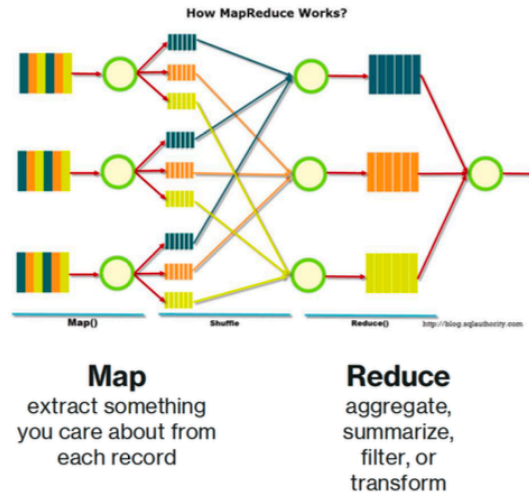 How MapReduce Works?
Map()
Shuffle
Reduce()
http://blog.sqlauthority.com
Map
extract something
you care about from
each record
Reduce
aggregate,
summarize,
filter, or
transform